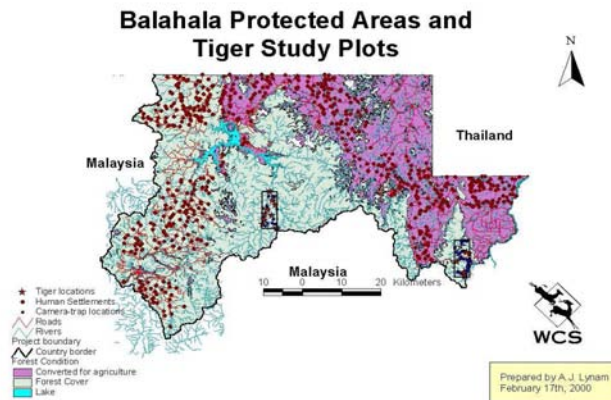 Balahala Protected Areas and
Tiger Study Plots
N
Thailand
Malaysia
Malaysia
10 0 10 20 Kilometers
Tiger locations
Human Settlements
Camera-trap locations
Roads
Rivers
Project boundary
Country border
Forest Condition
Converted for agriculture
Forest Cover
Lake
WCS
Prepared by A.J. Lynam
February 17th, 2000